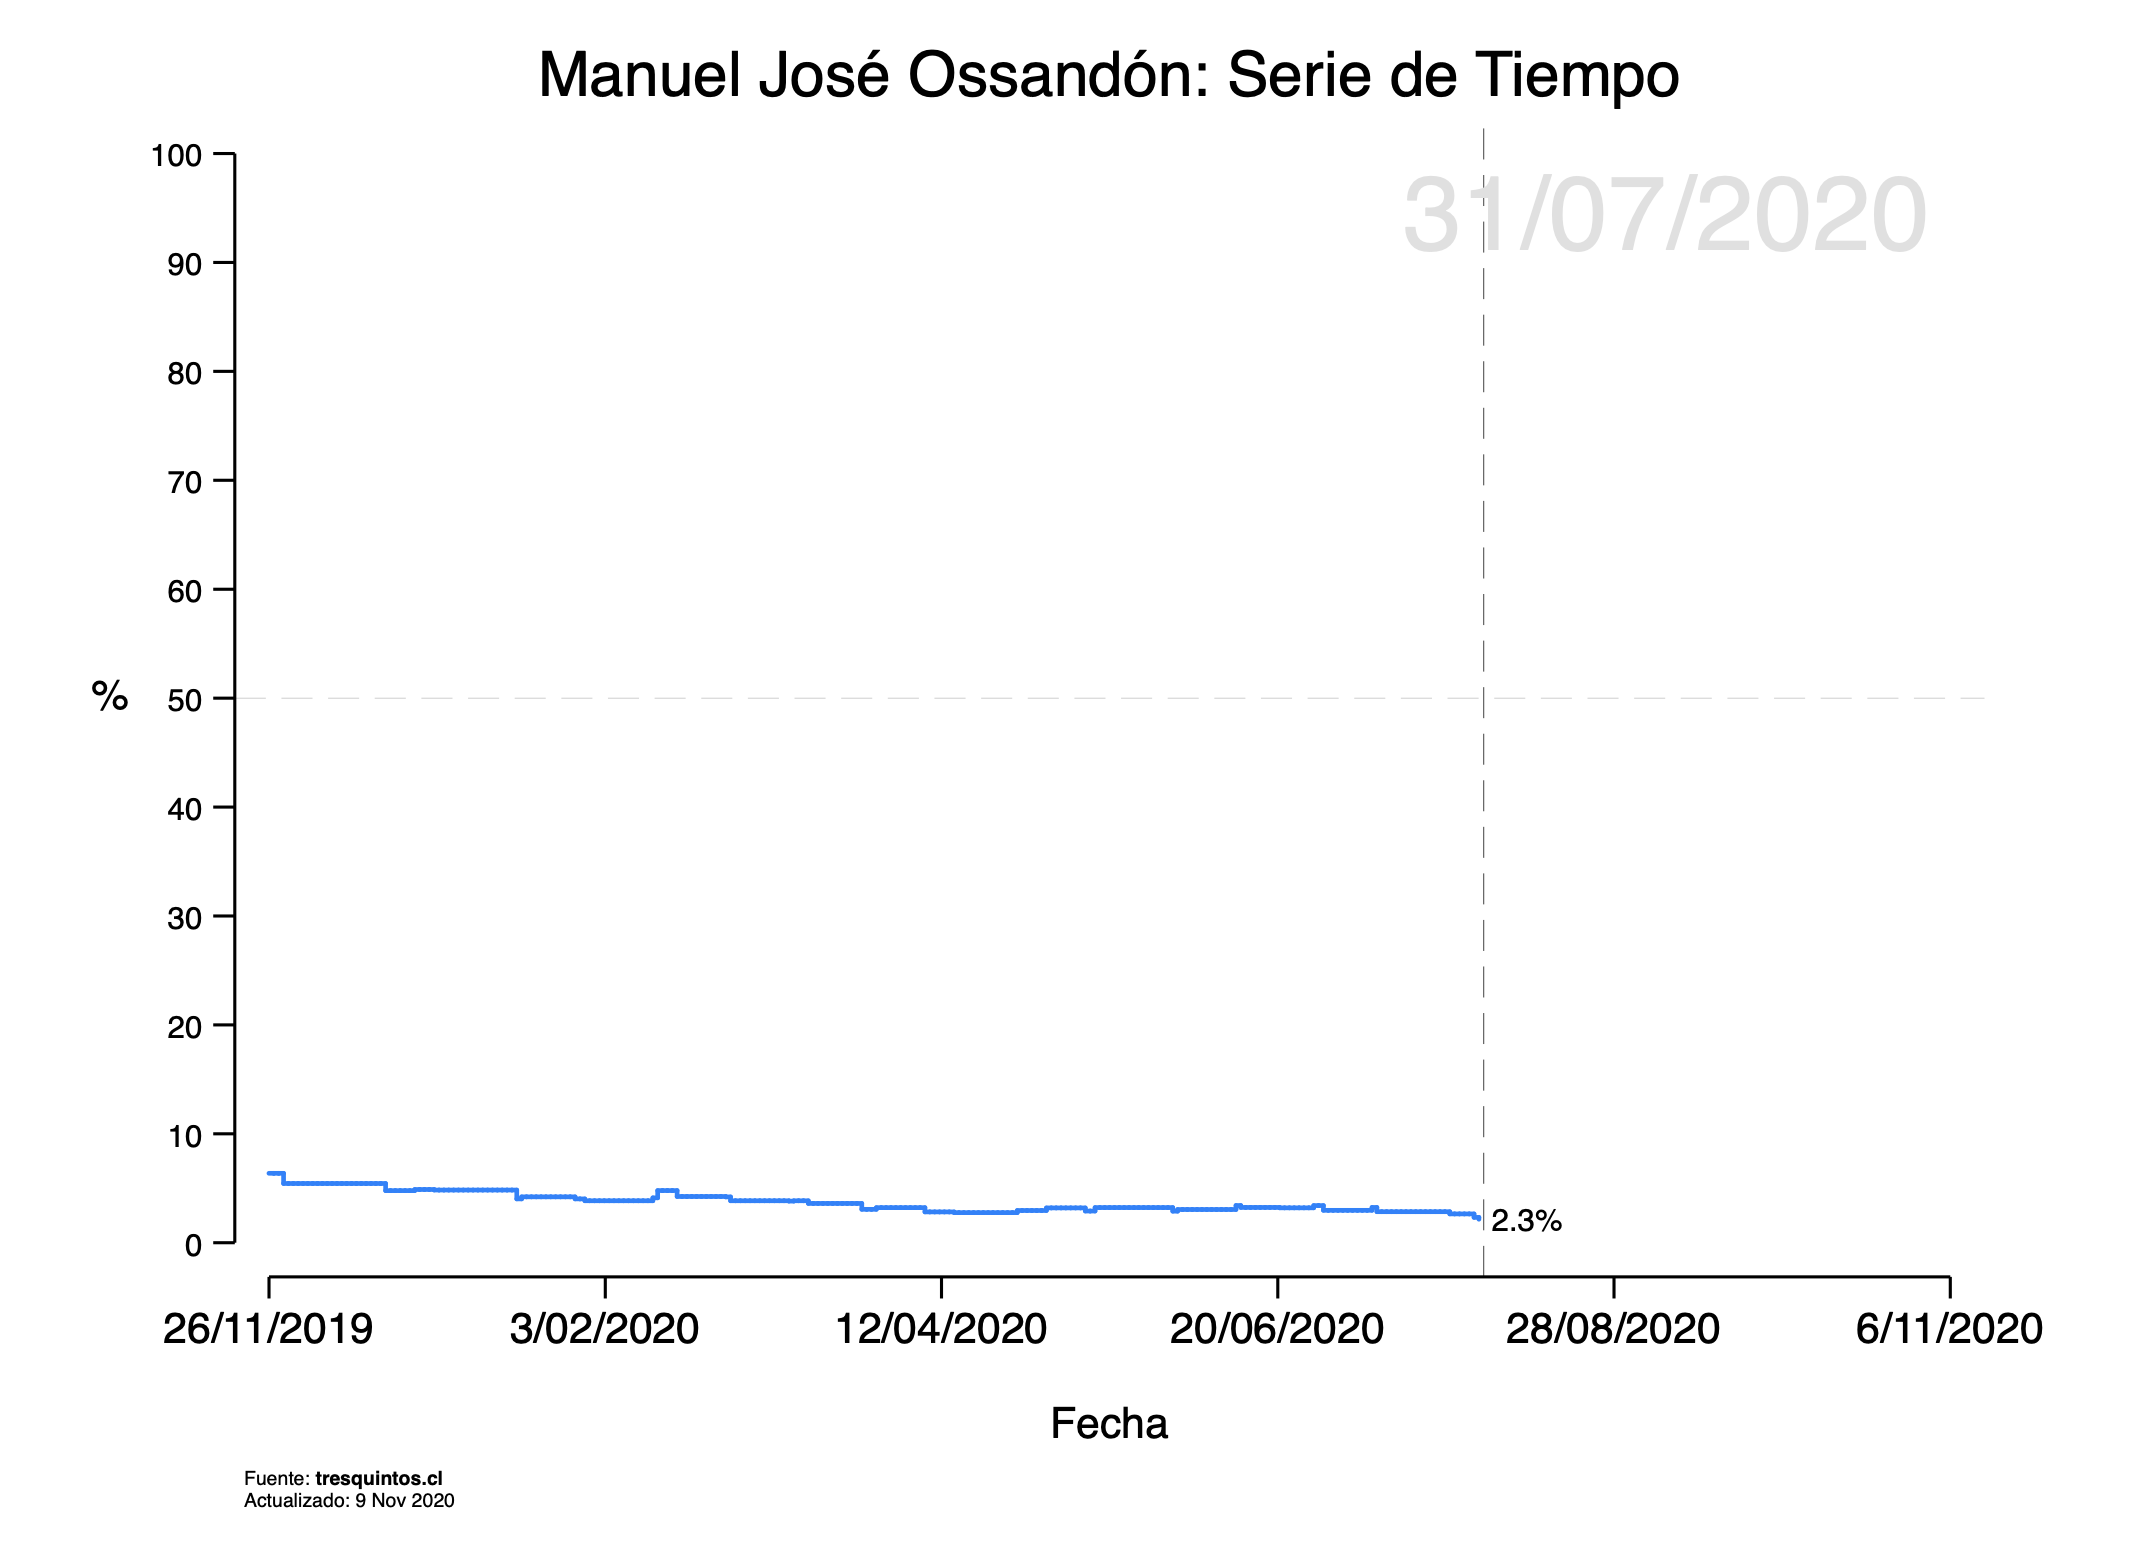 Manuel José Ossandón: Serie de Tiempo
31/07/2020
100
90
80
70
60
%
50
40
30
20
10
0
2.3%
26/11/2019 3/02/2020 12/04/2020 20/06/2020 28/08/2020 6/11/2020
Fecha
Fuente: tresquintos.cl
Actualizado: 9 Nov 2020